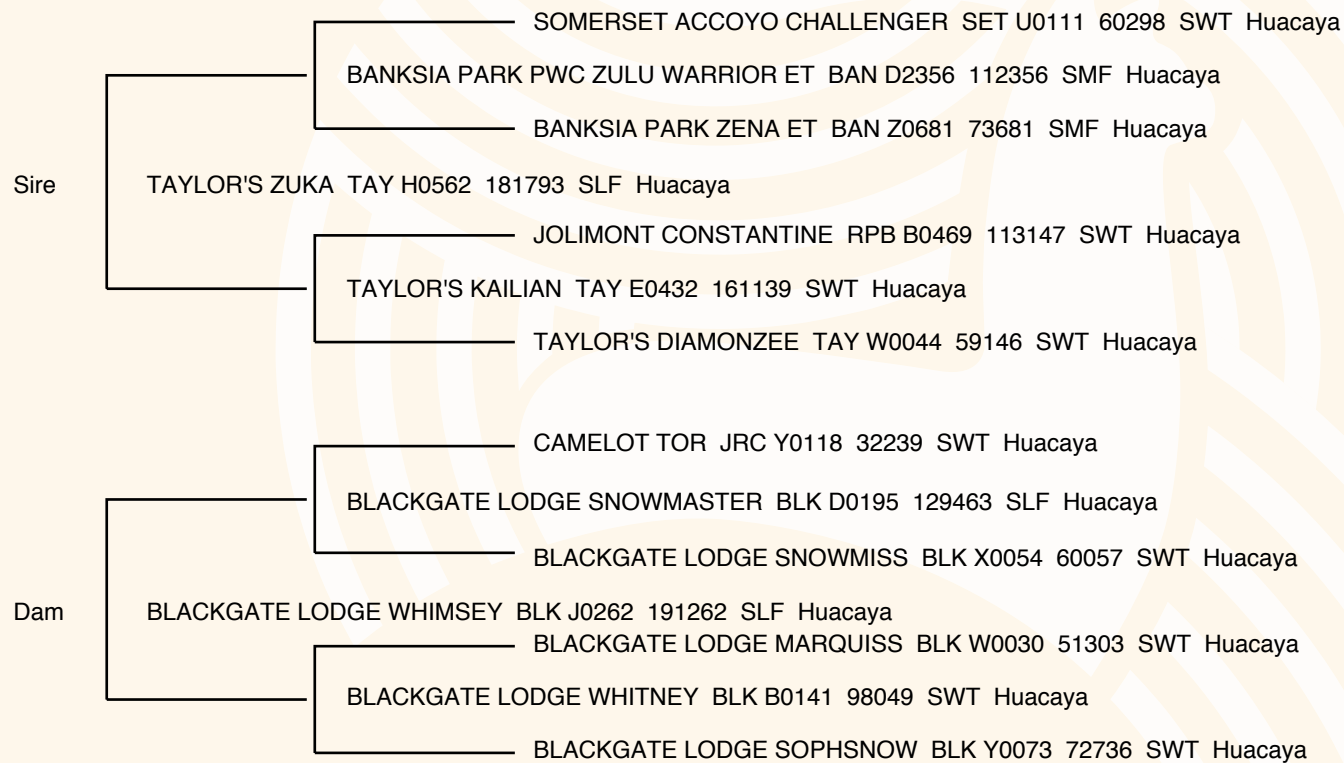 SOMERSET ACCOYO CHALLENGER SET U0111 60298 SWT Huacaya
BANKSIA PARK PWC ZULU WARRIOR ET BAN D2356 112356 SMF Huacaya
BANKSIA PARK ZENA ET BAN Z0681 73681 SMF Huacaya
Sire TAYLOR'S ZUKA TAY H0562 181793 SLF Huacaya
JOLIMONT CONSTANTINE RPB B0469 113147 SWT Huacaya
TAYLOR'S KAILIAN TAY E0432 161139 SWT Huacaya
TAYLOR'S DIAMONZEE TAY W0044 59146 SWT Huacaya
CAMELOT TOR JRC Y0118 32239 SWT Huacaya
BLACKGATE LODGE SNOWMASTER BLK D0195 129463 SLF Huacaya
BLACKGATE LODGE SNOWMISS BLK X0054 60057 SWT Huacaya
Dam BLACKGATE LODGE WHIMSEY BLK J0262 191262 SLF Huacaya
BLACKGATE LODGE MARQUISS BLK W0030 51303 SWT Huacaya
BLACKGATE LODGE WHITNEY BLK B0141 98049 SWT Huacaya
BLACKGATE LODGE SOPHSNOW BLK Y0073 72736 SWT Huacaya